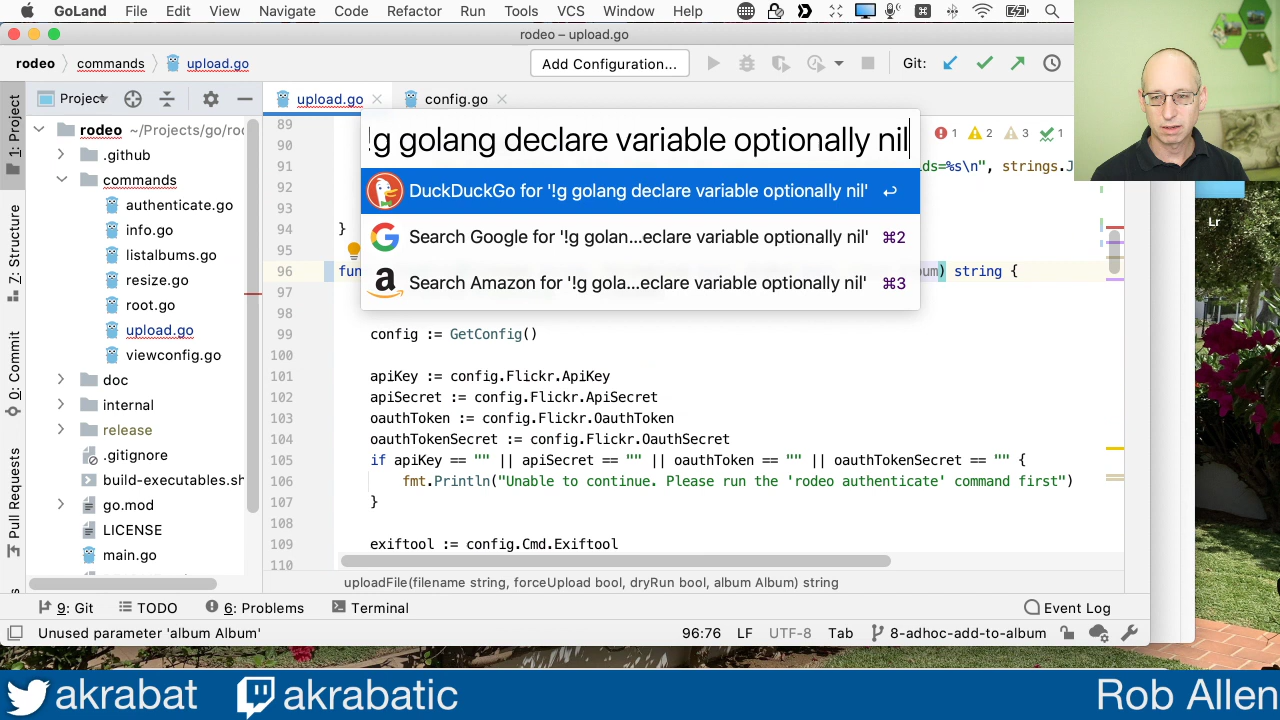 GoLand File Edit View Navigate Code Refactor Run Tools VCS Window Help
rodeo – upload.go
rodeo commands upload.go Add Configuration... Git:
1: Project
Project
upload.go config.go
rodeo ~/Projects/go/ro
.github
commands
authenticate.go
info.go
listalbums.go
resize.go
root.go
upload.go
viewconfig.go
doc
internal
release
.gitignore
build-executables.sh
go.mod
LICENSE
main.go
7: Structure
0: Commit
Pull Requests
!g golang declare variable optionally nil
DuckDuckGo for '!g golang declare variable optionally nil'
Search Google for '!g golan...eclare variable optionally nil' ⌘2
Search Amazon for '!g gola...eclare variable optionally nil' ⌘3
1 2 3 1
89
90
91 ds=%s\n", strings.J
92
93
94 }
95
96 fun um) string {
97
98
99 config := GetConfig()
100
101 apiKey := config.Flickr.ApiKey
102 apiSecret := config.Flickr.ApiSecret
103 oauthToken := config.Flickr.OauthToken
104 oauthTokenSecret := config.Flickr.OauthSecret
105 if apiKey == "" || apiSecret == "" || oauthToken == "" || oauthTokenSecret == "" {
106 fmt.Println("Unable to continue. Please run the 'rodeo authenticate' command first")
107 }
108
109 exiftool := config.Cmd.Exiftool
110
uploadFile(filename string, forceUpload bool, dryRun bool, album Album) string
9: Git TODO 6: Problems Terminal Event Log
Unused parameter 'album Album' 96:76 LF UTF-8 Tab 8-adhoc-add-to-album
Lr
akrabat akrabatic Rob Allen